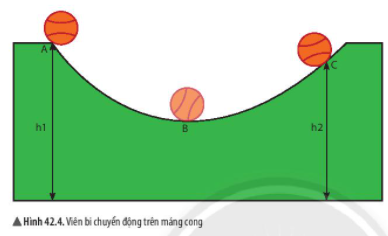 A
C
B
h1
h2
▲ Hình 42.4. Viên bi chuyển động trên máng cong